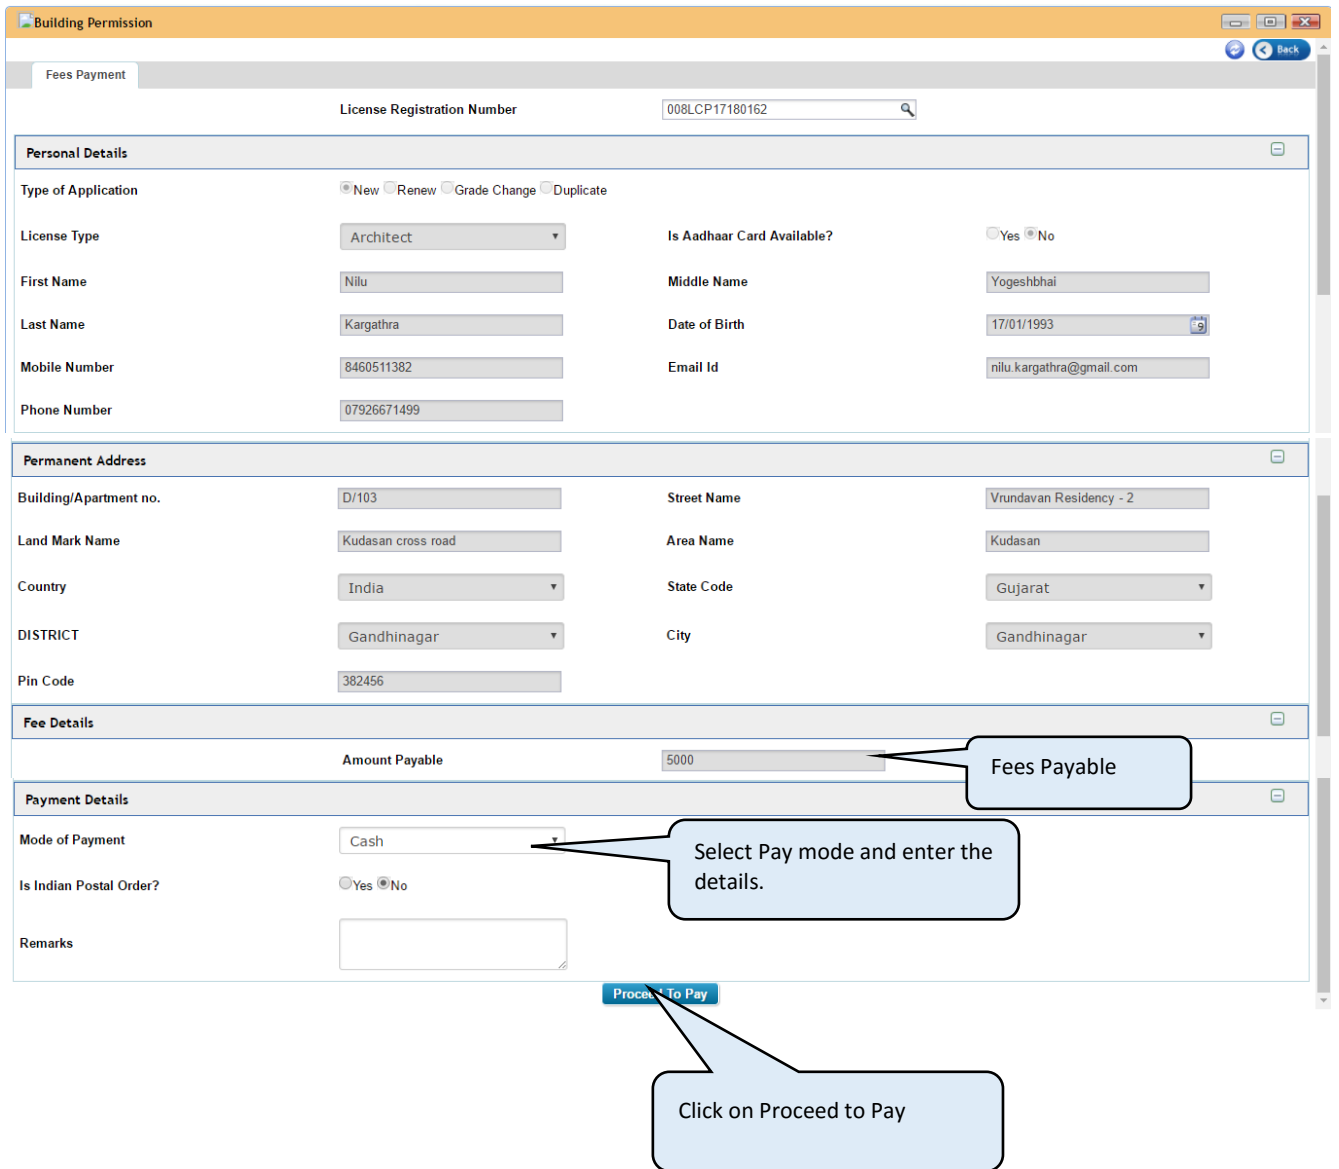 Building Permission
Back
Fees Payment
License Registration Number 008LCP17180162
Personal Details
Type of Application New Renew Grade Change Duplicate
License Type Architect Is Aadhaar Card Available? Yes No
First Name Nilu Middle Name Yogeshbhai
Last Name Kargathra Date of Birth 17/01/1993 9
Mobile Number 8460511382 Email Id nilu.kargathra@gmail.com
Phone Number 07926671499
Permanent Address
Building/Apartment no. D/103 Street Name Vrundavan Residency - 2
Land Mark Name Kudasan cross road Area Name Kudasan
Country India State Code Gujarat
DISTRICT Gandhinagar City Gandhinagar
Pin Code 382456
Fee Details
Amount Payable 5000
Fees Payable
Payment Details
Mode of Payment Cash
Select Pay mode and enter the
details.
Is Indian Postal Order? Yes No
Remarks
Proceed To Pay
Click on Proceed to Pay